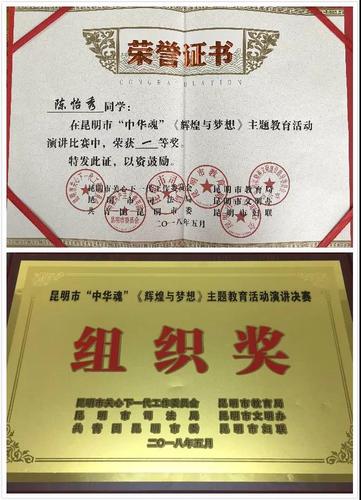 荣誉证书
CONGRATULATION
陈怡秀同学:
在昆明市“中华魂”《辉煌与梦想》主题教育活动
演讲比赛中,荣获一等奖。
特发此证,以资鼓励。
昆明市关心下一代工作委员会 昆明市教育局
昆明市司法局 昆明市文明办
共青团昆明市委 昆明市妇联
二〇一八年五月
昆明市“中华魂”《辉煌与梦想》主题教育活动演讲决赛
组织奖
昆明市关心下一代工作委员会 昆明市教育局
昆明市司法局 昆明市文明办
共青团昆明市委 昆明市妇联
二〇一八年五月